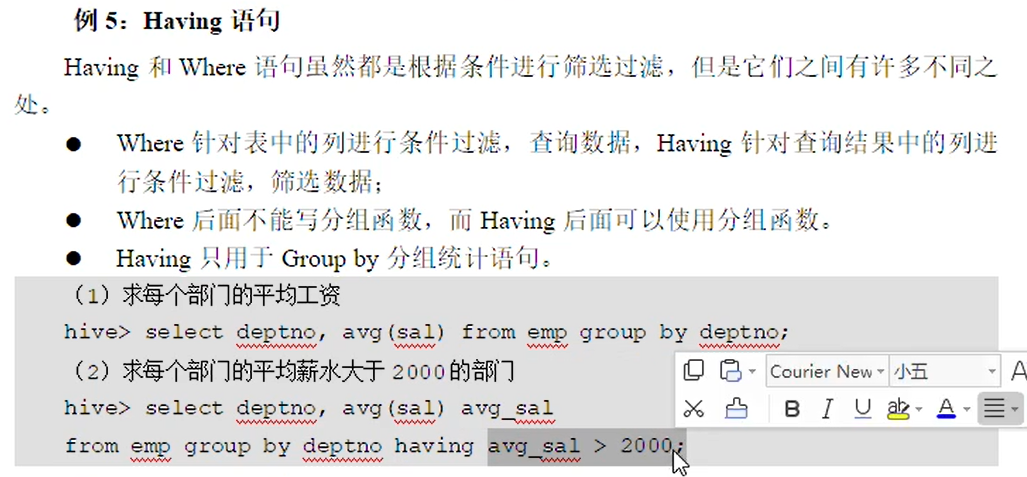 例 5：Having 语句
Having 和 Where 语句虽然都是根据条件进行筛选过滤，但是它们之间有许多不同之
处。
● Where 针对表中的列进行条件过滤，查询数据，Having 针对查询结果中的列进
行条件过滤，筛选数据；
● Where 后面不能写分组函数，而 Having 后面可以使用分组函数。
● Having 只用于 Group by 分组统计语句。
（1）求每个部门的平均工资
hive> select deptno, avg(sal) from emp group by deptno;
（2）求每个部门的平均薪水大于 2000 的部门
Courier New 小五 A
hive> select deptno, avg(sal) avg_sal
B I U ab A
from emp group by deptno having avg_sal > 2000;